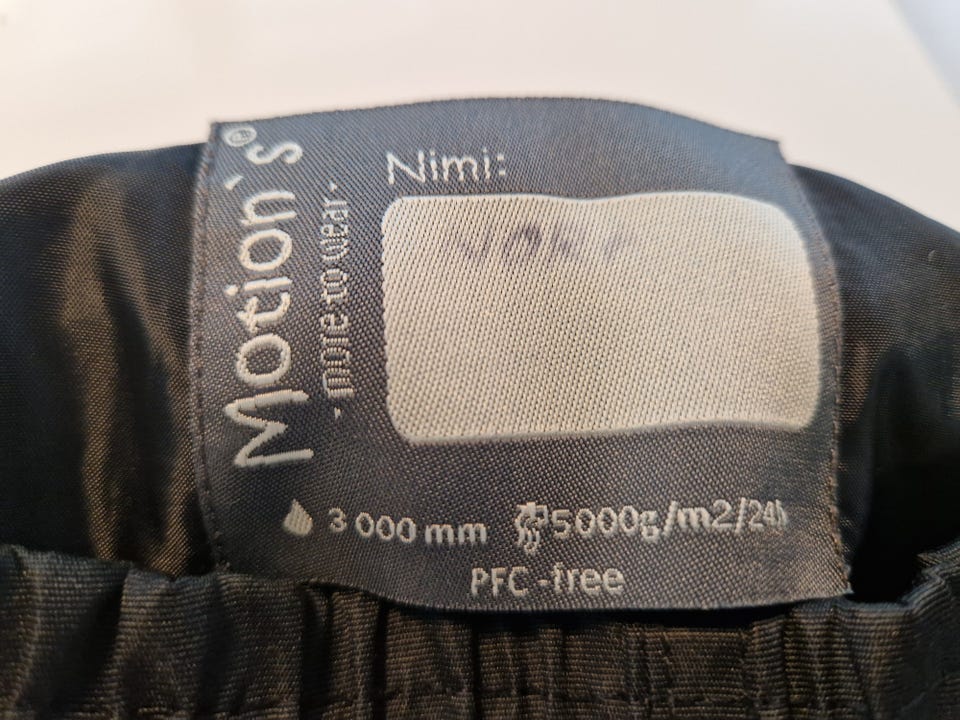 Motion´s®
- more to wear -
Nimi:
3 000 mm
5000g/m2/24h
PFC-free